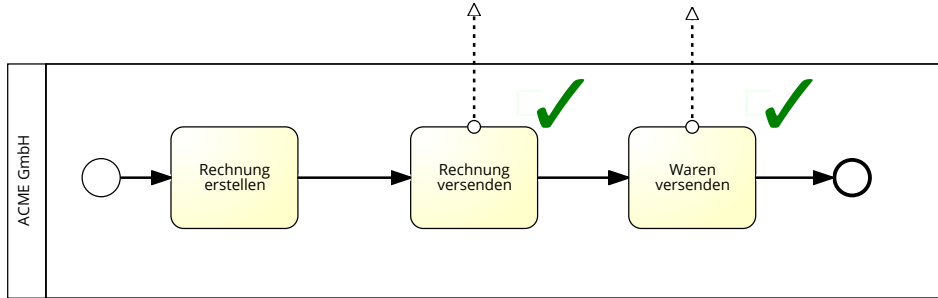 ACME GmbH
Rechnung
erstellen
Rechnung
versenden
Waren
versenden